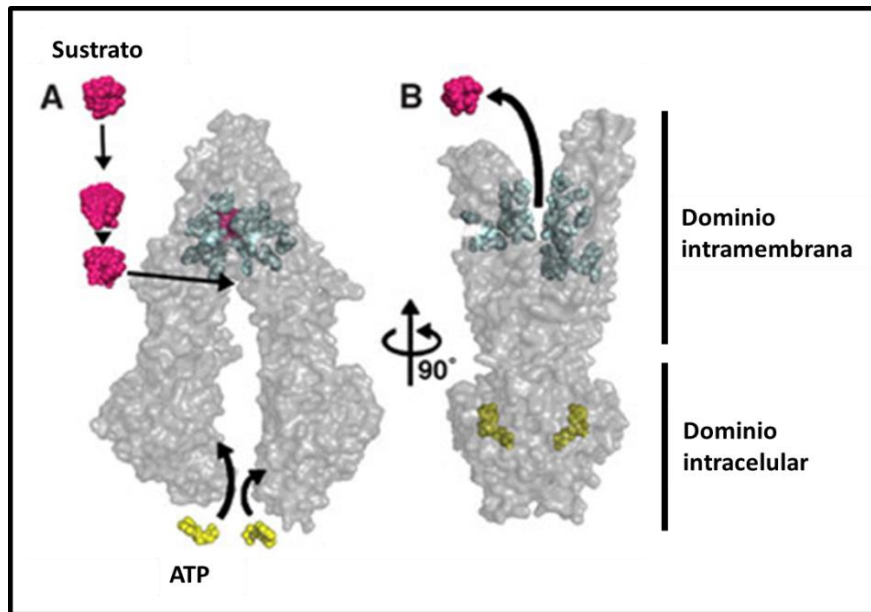 Sustrato
A
B
Dominio
intramembrana
90°
Dominio
intracelular
ATP